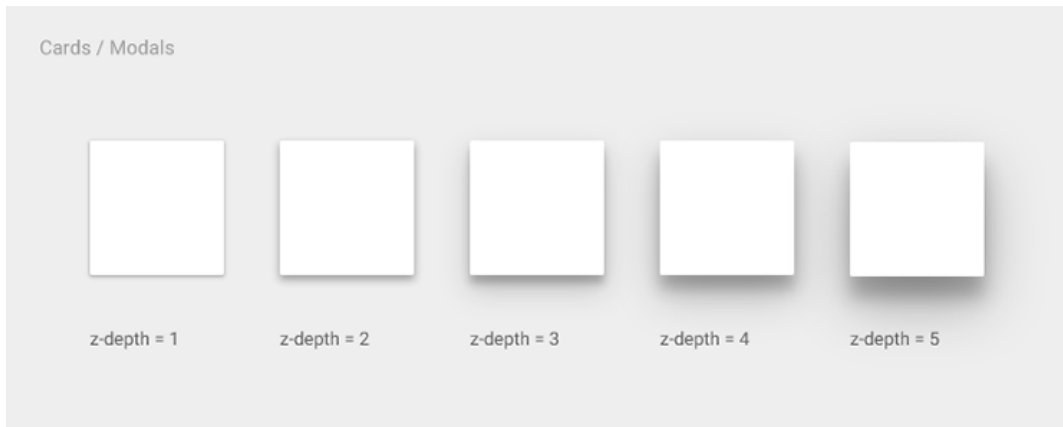 Cards / Modals
z-depth = 1
z-depth = 2
z-depth = 3
z-depth = 4
z-depth = 5